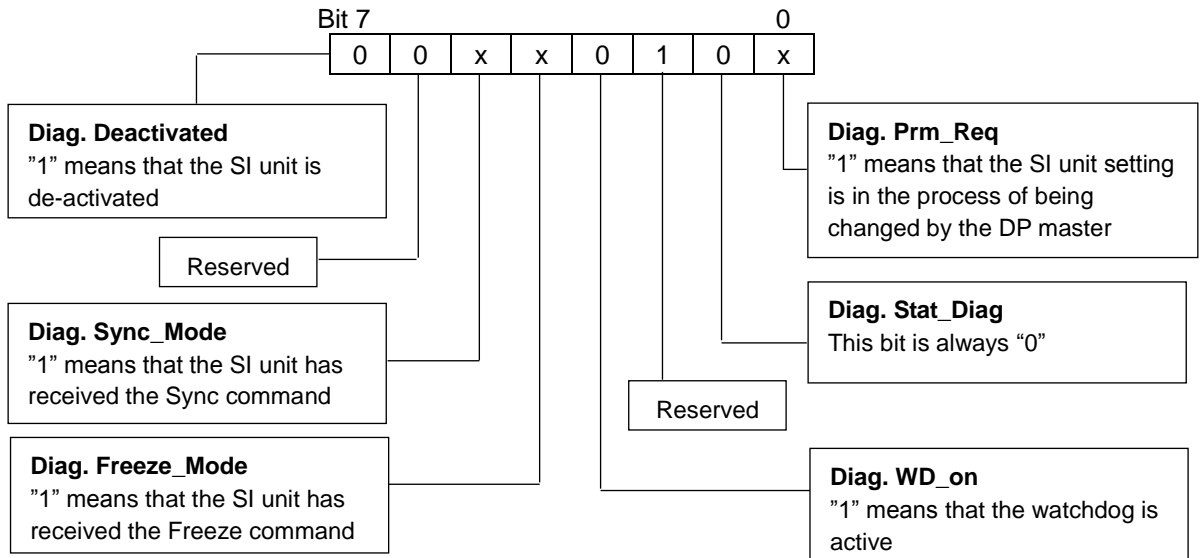 Bit 7 0
0 0 x x 0 1 0 x
Diag. Deactivated
”1” means that the SI unit is
de-activated
Reserved
Diag. Sync_Mode
”1” means that the SI unit has
received the Sync command
Diag. Freeze_Mode
”1” means that the SI unit has
received the Freeze command
Diag. Prm_Req
”1” means that the SI unit setting
is in the process of being
changed by the DP master
Diag. Stat_Diag
This bit is always “0”
Reserved
Diag. WD_on
”1” means that the watchdog is
active